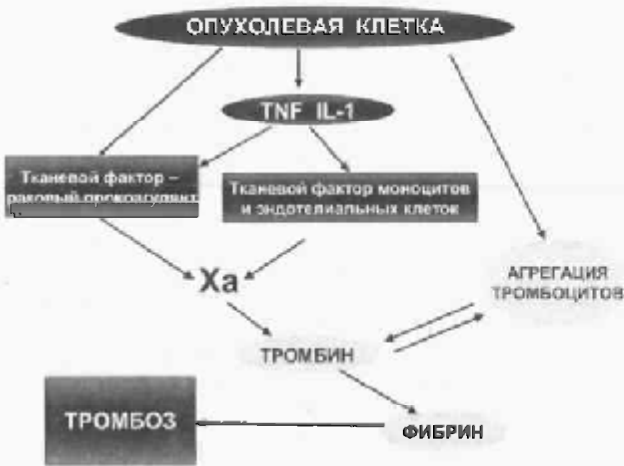 ОПУХОЛЕВАЯ КЛЕТКА
TNF IL-1
Тканевой фактор –
раковый прокоагулянт
Тканевой фактор моноцитов
и эндотелиальных клеток
Xa
АГРЕГАЦИЯ
ТРОМБОЦИТОВ
ТРОМБИН
ТРОМБОЗ
ФИБРИН